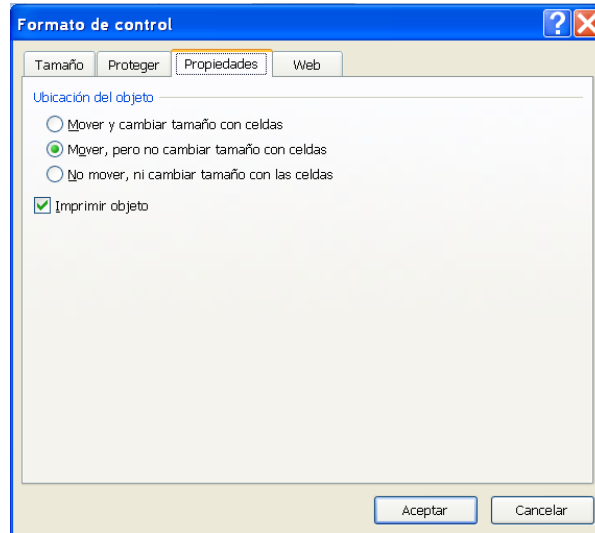 Formato de control
Tamaño Proteger Propiedades Web
Ubicación del objeto
Mover y cambiar tamaño con celdas
Mover, pero no cambiar tamaño con celdas
No mover, ni cambiar tamaño con las celdas
Imprimir objeto
Aceptar Cancelar